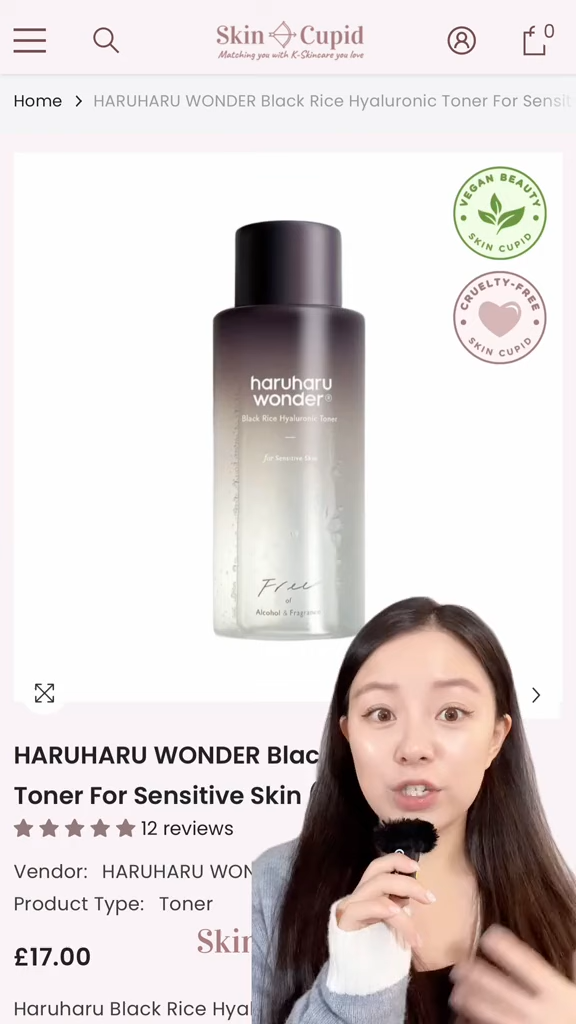 Skin Cupid
Matching you with K-Skincare you love
0
Home > HARUHARU WONDER Black Rice Hyaluronic Toner For Sensit
VEGAN BEAUTY
SKIN CUPID
CRUELTY-FREE
SKIN CUPID
haruharu
wonder®
Black Rice Hyaluronic Toner
for Sensitive Skin
Free
of
Alcohol & Fragrance
HARUHARU WONDER Blac
Toner For Sensitive Skin
12 reviews
Vendor: HARUHARU WON
Product Type: Toner
Skin
£17.00
Haruharu Black Rice Hyal